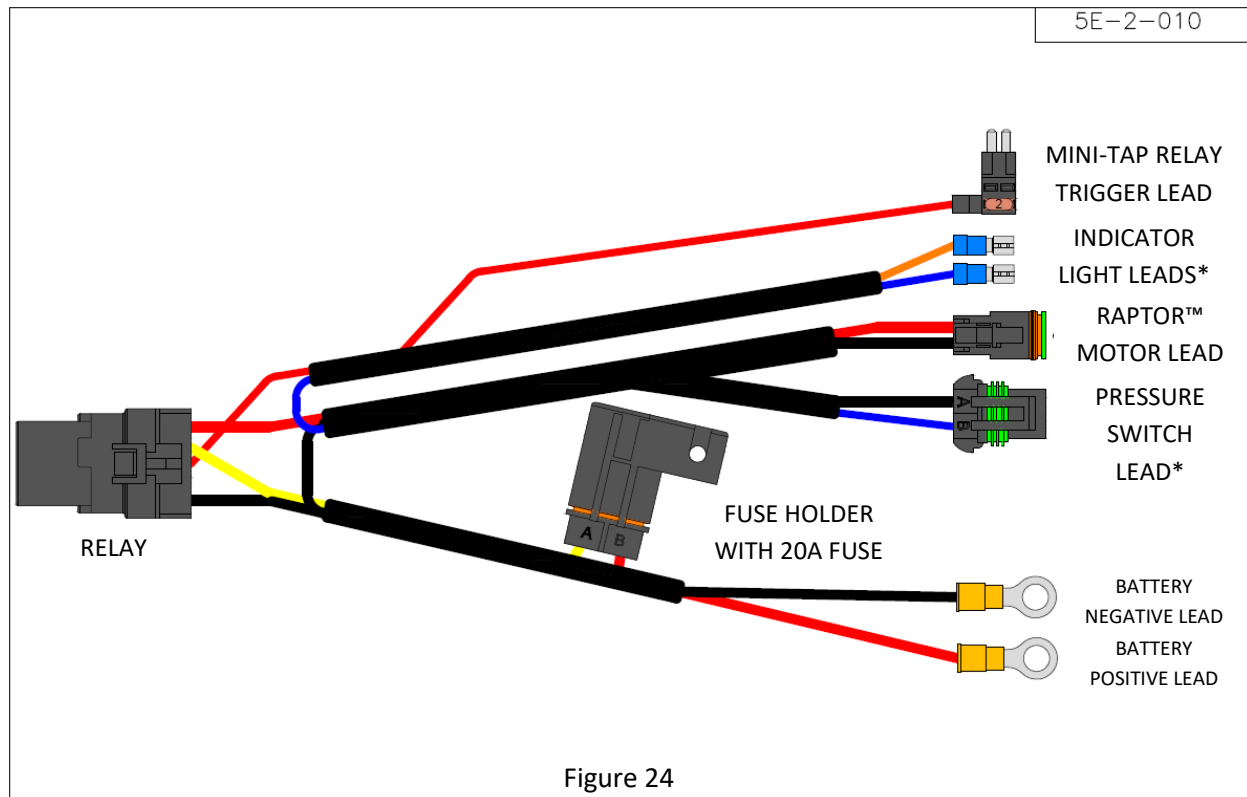 5E-2-010
MINI-TAP RELAY
TRIGGER LEAD
2
INDICATOR
LIGHT LEADS*
RAPTOR™
MOTOR LEAD
PRESSURE
SWITCH
LEAD*
A
B
A B
FUSE HOLDER
WITH 20A FUSE
RELAY
BATTERY
NEGATIVE LEAD
BATTERY
POSITIVE LEAD
Figure 24